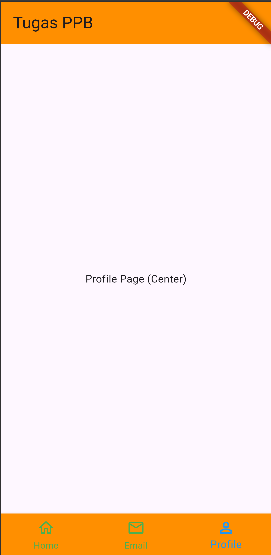 Tugas PPB
DEBUG
Profile Page (Center)
Home
Email
Profile